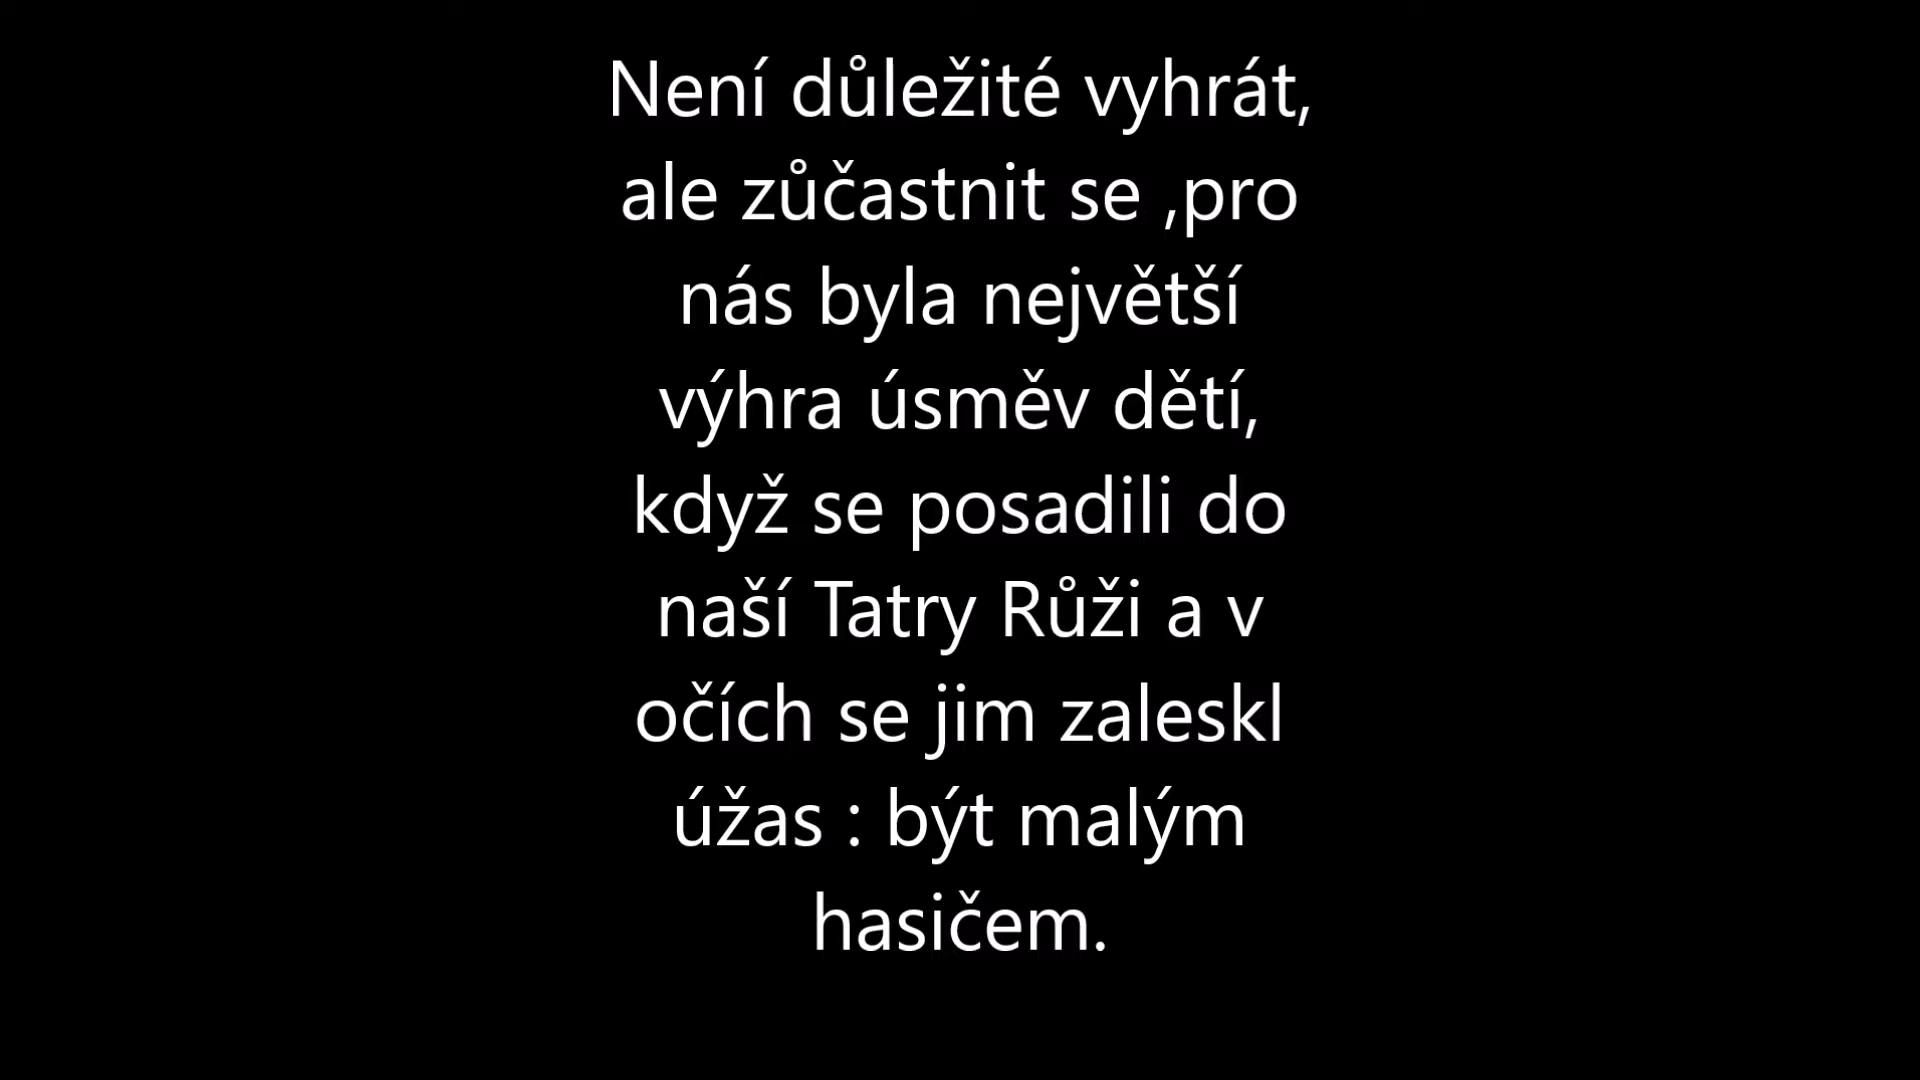 Není důležité vyhrát,
ale zůčastnit se ,pro
nás byla největší
výhra úsměv dětí,
když se posadili do
naší Tatry Růži a v
očích se jim zaleskl
úžas : být malým
hasičem.